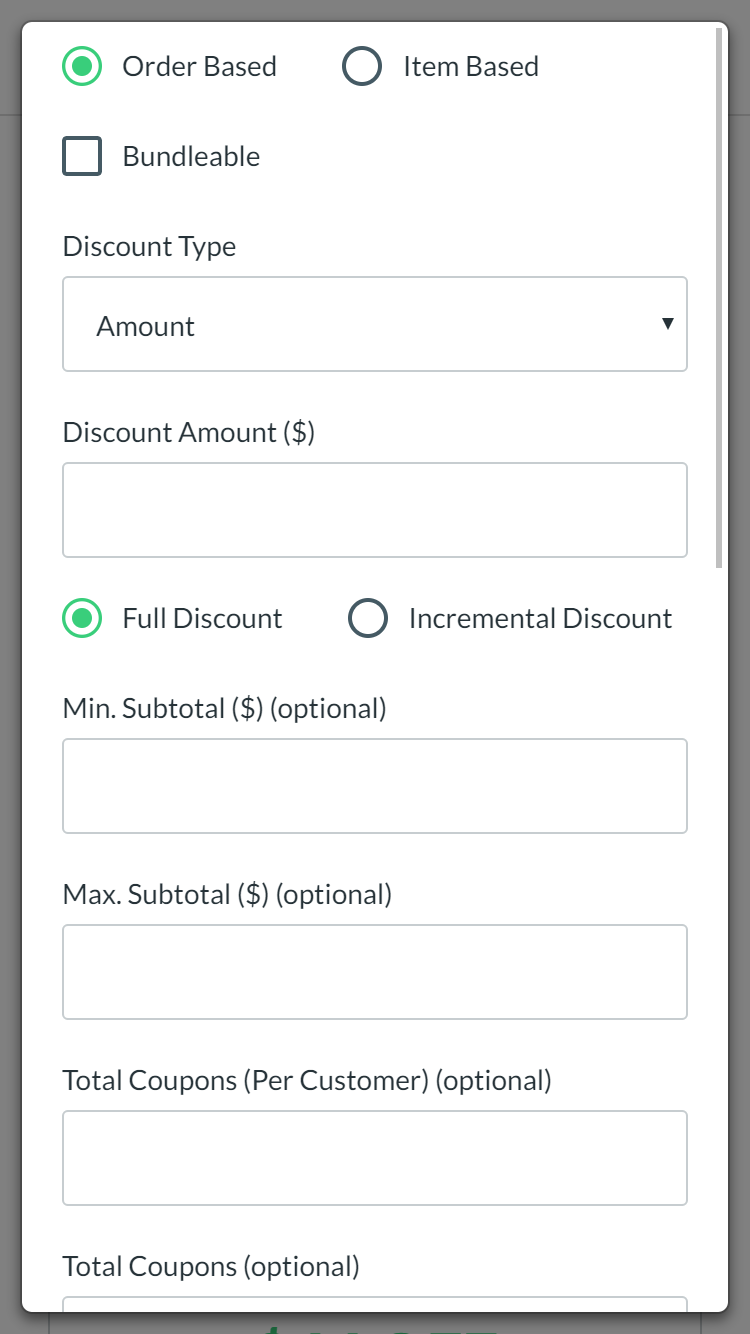 Order Based Item Based
Bundleable
Discount Type
Amount
Discount Amount ($)
Full Discount Incremental Discount
Min. Subtotal ($) (optional)
Max. Subtotal ($) (optional)
Total Coupons (Per Customer) (optional)
Total Coupons (optional)